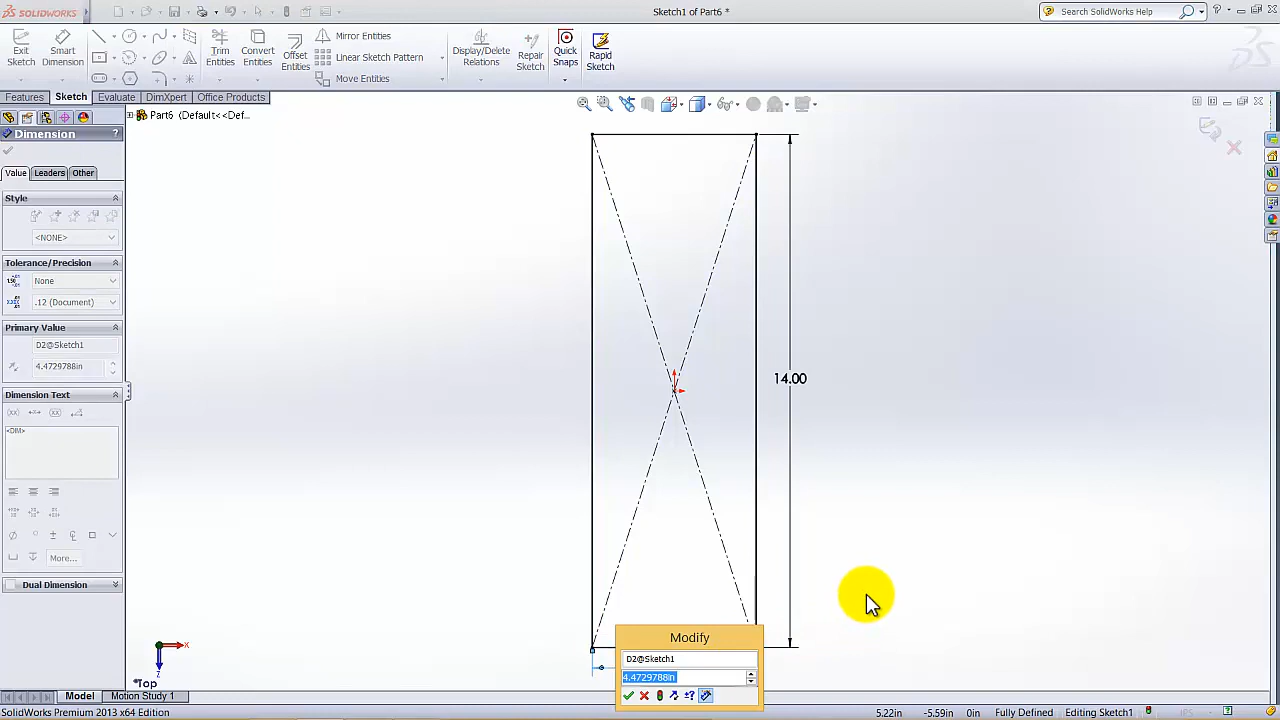 SOLIDWORKS
Sketch1 of Part6 *
Search SolidWorks Help
Exit Sketch
Smart Dimension
Trim Entities
Convert Entities
Offset Entities
Mirror Entities
Linear Sketch Pattern
Move Entities
Display/Delete Relations
Repair Sketch
Quick Snaps
Rapid Sketch
Features
Sketch
Evaluate
DimXpert
Office Products
Part6 (Default<<Def...
Dimension
?
Value
Leaders
Other
Style
<NONE>
Tolerance/Precision
None
.12 (Document)
Primary Value
D2@Sketch1
4.4729788in
Dimension Text
<DIM>
More...
Dual Dimension
14.00
Modify
D2@Sketch1
4.4729788in
x
z
*Top
Model
Motion Study 1
SolidWorks Premium 2013 x64 Edition
5.22in
-5.59in
0in
Fully Defined
Editing Sketch1
IPS